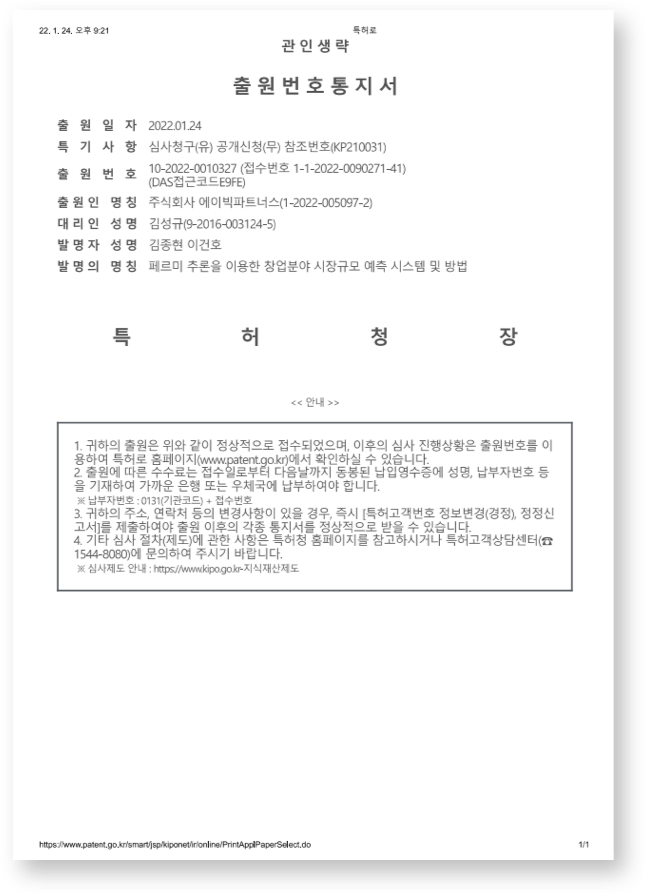 22. 1. 24. 오후 9:21
특허로
관 인 생 략
출 원 번 호 통 지 서
출 원 일 자 2022.01.24
특 기 사 항 심사청구(유) 공개신청(무) 참조번호(KP210031)
출 원 번 호 10-2022-0010327 (접수번호 1-1-2022-0090271-41)
(DAS접근코드E9FE)
출 원 인 명 칭 주식회사 에이빅파트너스(1-2022-005097-2)
대 리 인 성 명 김성규(9-2016-003124-5)
발 명 자 성 명 김종현 이건호
발 명 의 명 칭 페르미 추론을 이용한 창업분야 시장규모 예측 시스템 및 방법
특 허 청 장
<< 안내 >>
1. 귀하의 출원은 위와 같이 정상적으로 접수되었으며, 이후의 심사 진행상황은 출원번호를 이
용하여 특허로 홈페이지(www.patent.go.kr)에서 확인하실 수 있습니다.
2. 출원에 따른 수수료는 접수일로부터 다음날까지 동봉된 납입영수증에 성명, 납부자번호 등
을 기재하여 가까운 은행 또는 우체국에 납부하여야 합니다.
※ 납부자번호 : 0131(기관코드) + 접수번호
3. 귀하의 주소, 연락처 등의 변경사항이 있을 경우, 즉시 [특허고객번호 정보변경(경정), 정정신
고서]를 제출하여야 출원 이후의 각종 통지서를 정상적으로 받을 수 있습니다.
4. 기타 심사 절차(제도)에 관한 사항은 특허청 홈페이지를 참고하시거나 특허고객상담센터(☎
1544-8080)에 문의하여 주시기 바랍니다.
※ 심사제도 안내 : https://www.kipo.go.kr-지식재산제도
https://www.patent.go.kr/smart/jsp/kiponet/ir/online/PrintApplPaperSelect.do
1/1